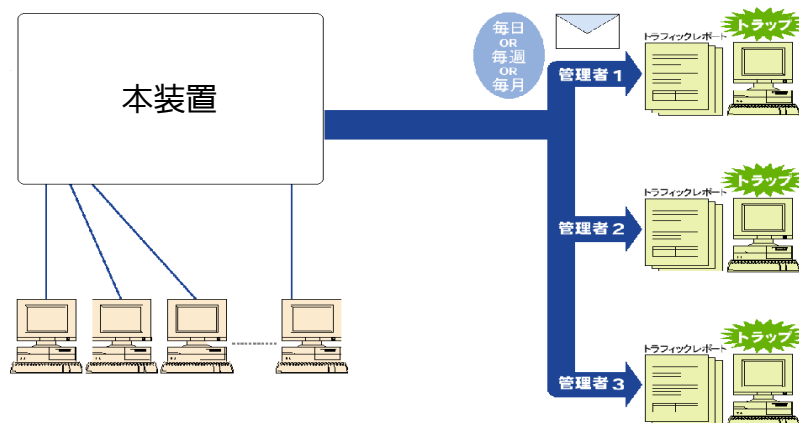 本装置
毎日
OR
毎週
OR
毎月
トラフィックレポート
トラップ
管理者1
トラフィックレポート
トラップ
管理者2
トラフィックレポート
トラップ
管理者3